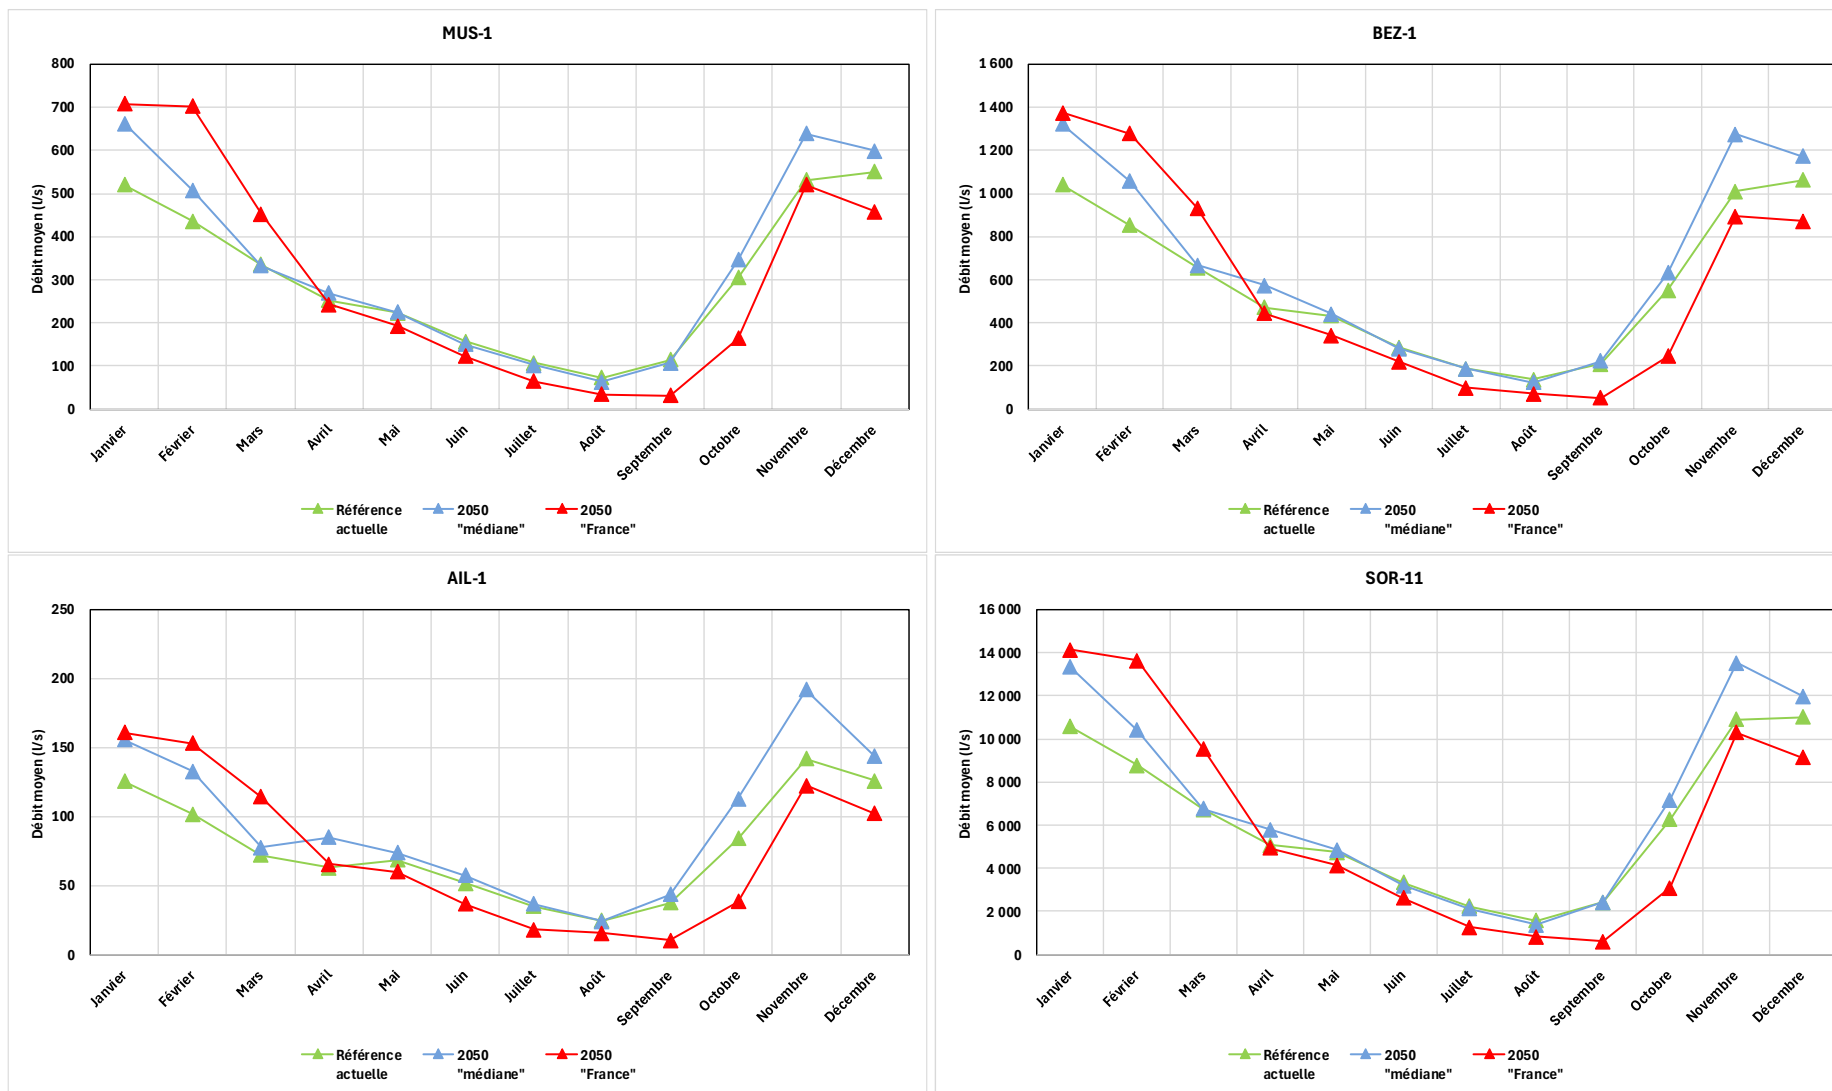 MUS-1
Débit moyen (l/s)
800
700
600
500
400
300
200
100
0
Janvier
Février
Mars
Avril
Mai
Juin
Juillet
Août
Septembre
Octobre
Novembre
Décembre
Référence
actuelle
2050
"médiane"
2050
"France"
BEZ-1
Débit moyen (l/s)
1 600
1 400
1 200
1 000
800
600
400
200
0
Janvier
Février
Mars
Avril
Mai
Juin
Juillet
Août
Septembre
Octobre
Novembre
Décembre
Référence
actuelle
2050
"médiane"
2050
"France"
AIL-1
Débit moyen (l/s)
250
200
150
100
50
0
Janvier
Février
Mars
Avril
Mai
Juin
Juillet
Août
Septembre
Octobre
Novembre
Décembre
Référence
actuelle
2050
"médiane"
2050
"France"
SOR-11
Débit moyen (l/s)
16 000
14 000
12 000
10 000
8 000
6 000
4 000
2 000
0
Janvier
Février
Mars
Avril
Mai
Juin
Juillet
Août
Septembre
Octobre
Novembre
Décembre
Référence
actuelle
2050
"médiane"
2050
"France"